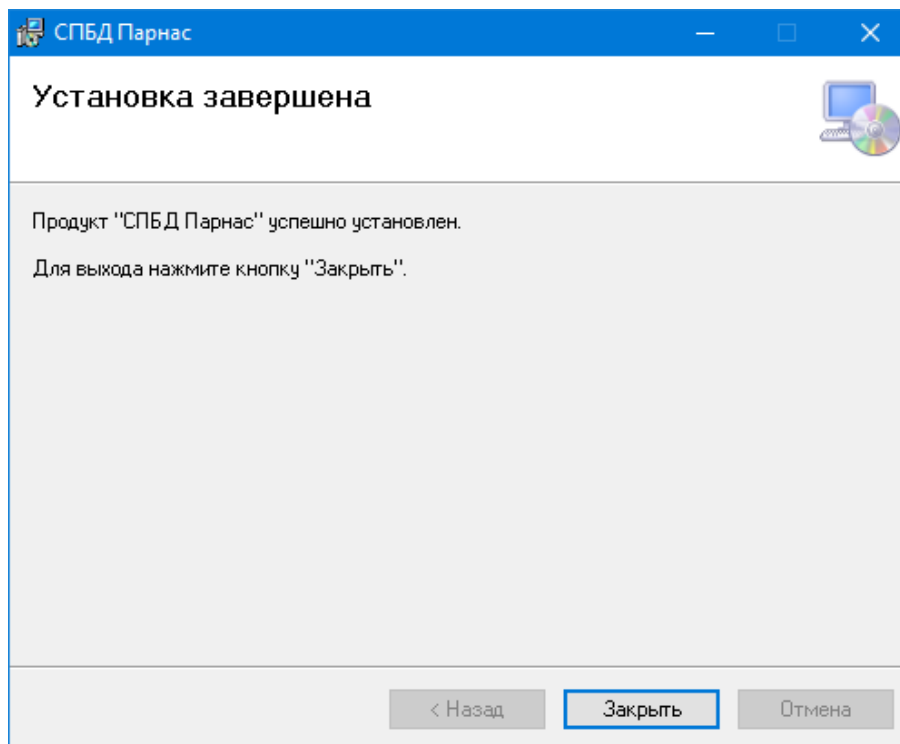 СПБД Парнас
Установка завершена
Продукт "СПБД Парнас" успешно установлен.
Для выхода нажмите кнопку "Закрыть".
< Назад
Закрыть
Отмена